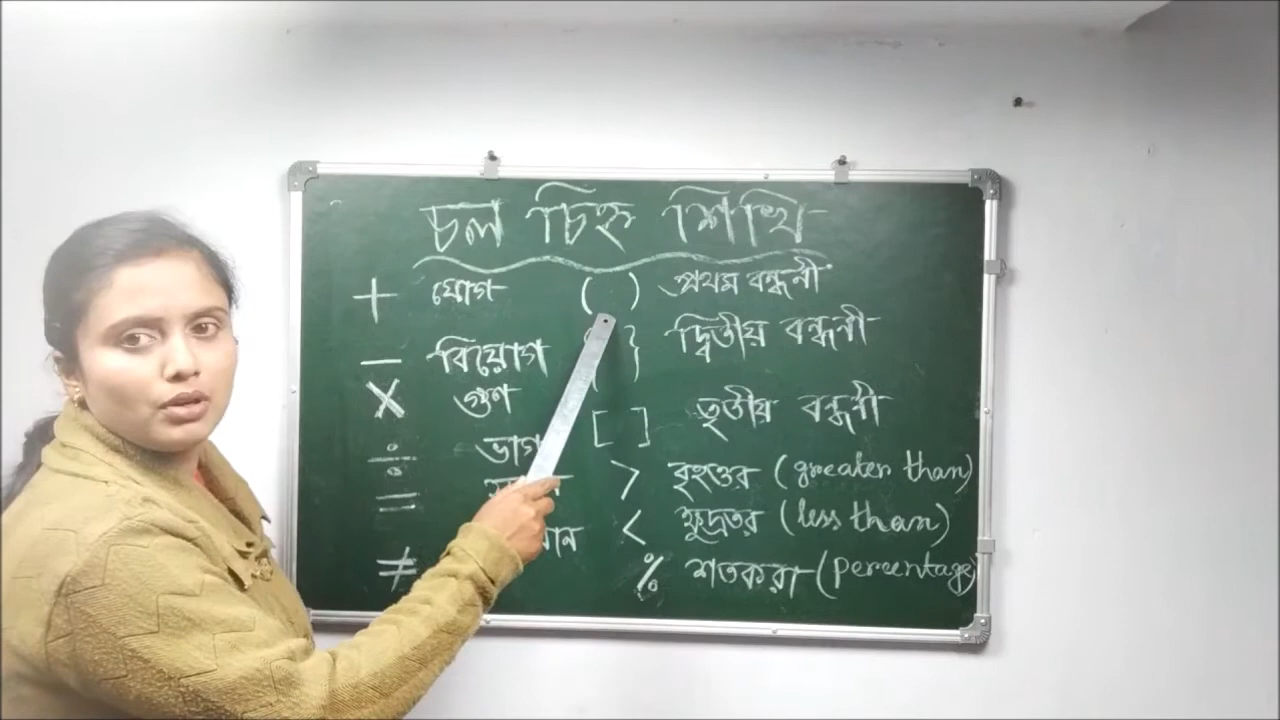 চল চিহ্ন শিখি
+ যোগ ( ) প্রথম বন্ধনী
− বিয়োগ } দ্বিতীয় বন্ধনী
× গুণ [ ] তৃতীয় বন্ধনী
÷ ভাগ > বৃহত্তর (greater than)
= < ক্ষুদ্রতর (less than)
≠ % শতকরা (percentage)